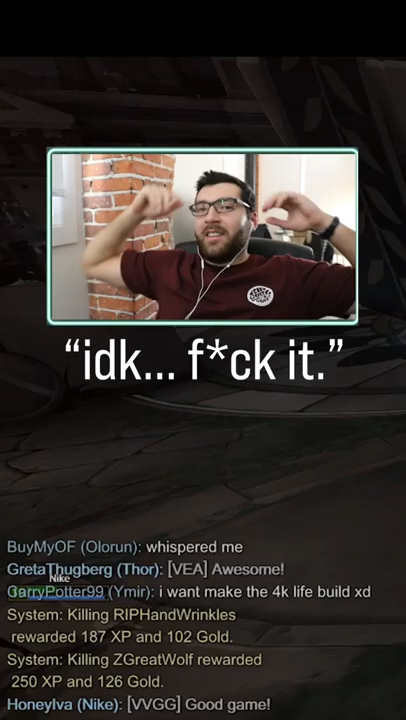 “idk... f*ck it.”
BuyMyOF (Olorun): whispered me
GretaThugberg (Thor): [VEA] Awesome!
Nike
GarryPotter99 (Ymir): i want make the 4k life build xd
System: Killing RIPHandWrinkles
rewarded 187 XP and 102 Gold.
System: Killing ZGreatWolf rewarded
250 XP and 126 Gold.
HoneyIva (Nike): [VVGG] Good game!